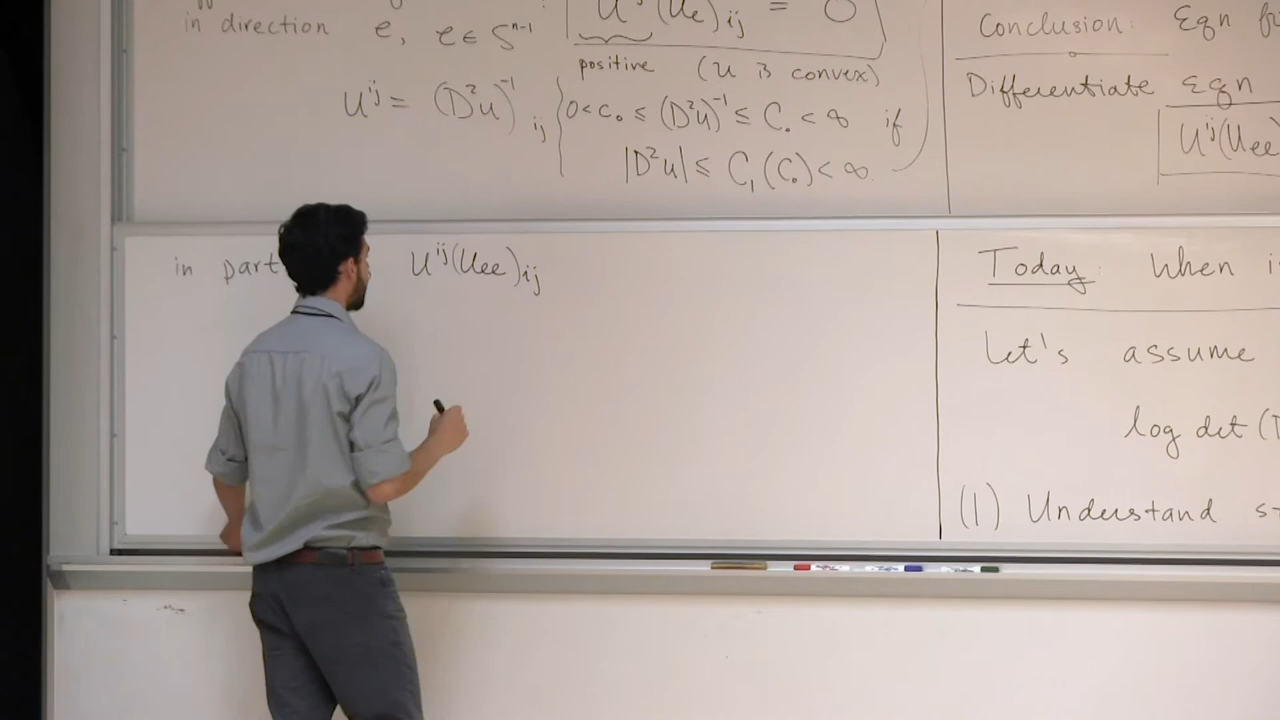 in direction e, e ∈ S^{n-1} : U^{ij}(u_e)_{ij} = 0
positive (u is convex)
u^{ij} = (D²u)^{-1}_{ij} { 0 < c₀ ≤ (D²u)^{-1} ≤ C₀ < ∞ if
|D²u| ≤ C₁(C₀) < ∞
Conclusion: Eqn
Differentiate Eqn
U^{ij}(u_{ee})
in part u^{ij}(u_{ee})_{ij}
Today: When
Let's assume
log det (
(1) Understand